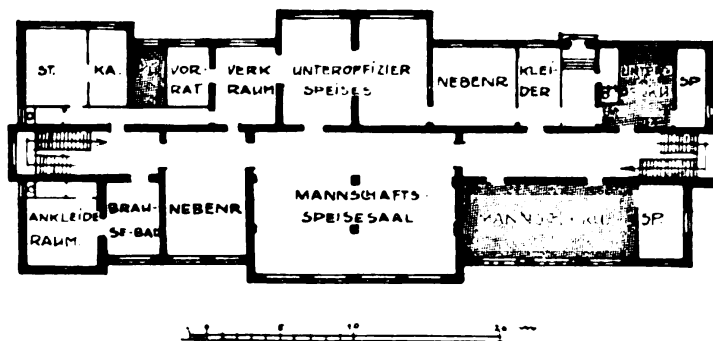 ST.
KA.
VOR-
RAT
VERK
RAUM
UNTEROFFIZIER
SPEISES
NEBENR
KLEI-
DER
SP.
ANKLEIDE
RAUM.
BRAU-
SE-BAD
NEBENR
MANNSCHAFTS-
SPEISESAAL
SP.
0 5 10 20 m